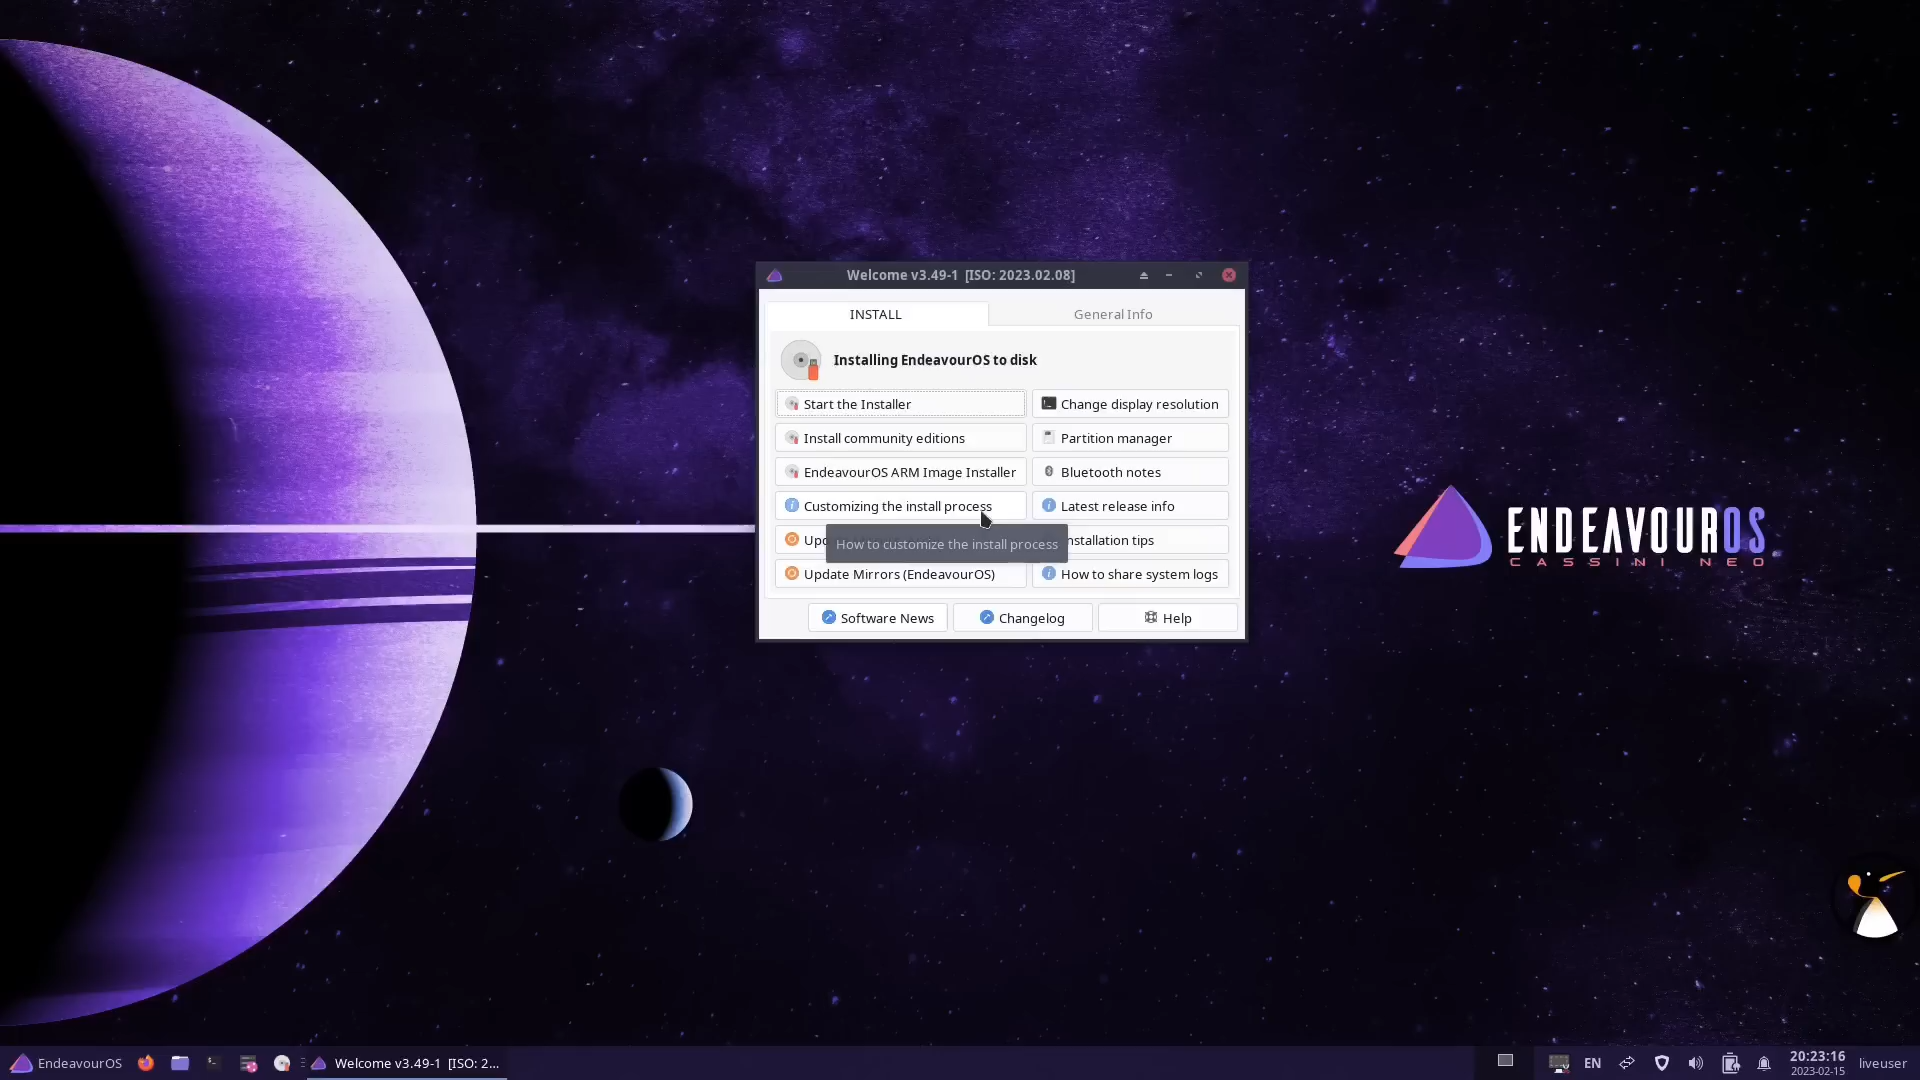 Welcome v3.49-1 [ISO: 2023.02.08]
INSTALL
General Info
Installing EndeavourOS to disk
Start the Installer
Change display resolution
Install community editions
Partition manager
EndeavourOS ARM Image Installer
Bluetooth notes
Customizing the install process
Latest release info
How to customize the install process
nstallation tips
Update Mirrors (EndeavourOS)
How to share system logs
Software News
Changelog
Help
ENDEAVOUROS
CASSINI NEO
EndeavourOS
Welcome v3.49-1 [ISO: 2...
EN
20:23:16
2023-02-15
liveuser